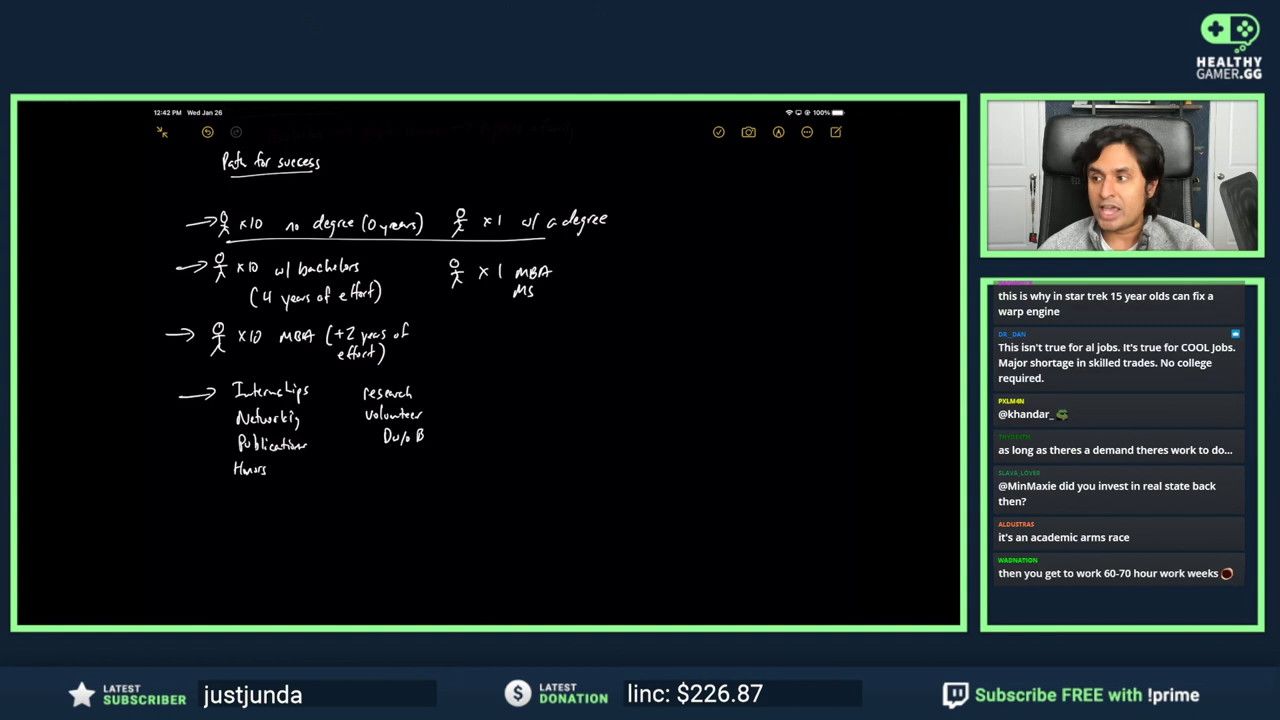 HEALTHY
GAMER.GG
12:42 PM Wed Jan 26
100%
Path for success
x10 no degree (0 years) x 1 w/ a degree
x10 w/ bachelors
(4 years of effort)
x 1 MBA
MS
x10 MBA (+2 years of
effort)
Internships research
Networkig volunteer
Publications D w/o B
Honors
this is why in star trek 15 year olds can fix a
warp engine
DR_DAN
This isn't true for al jobs. It's true for COOL Jobs.
Major shortage in skilled trades. No college
required.
PXLM4N
@khandar_
as long as theres a demand theres work to do...
SLAVA_LOVER
@MinMaxie did you invest in real state back
then?
ALDUSTRAS
it's an academic arms race
WADNATION
then you get to work 60-70 hour work weeks
LATEST
SUBSCRIBER
justjunda
LATEST
DONATION
linc: $226.87
Subscribe FREE with !prime